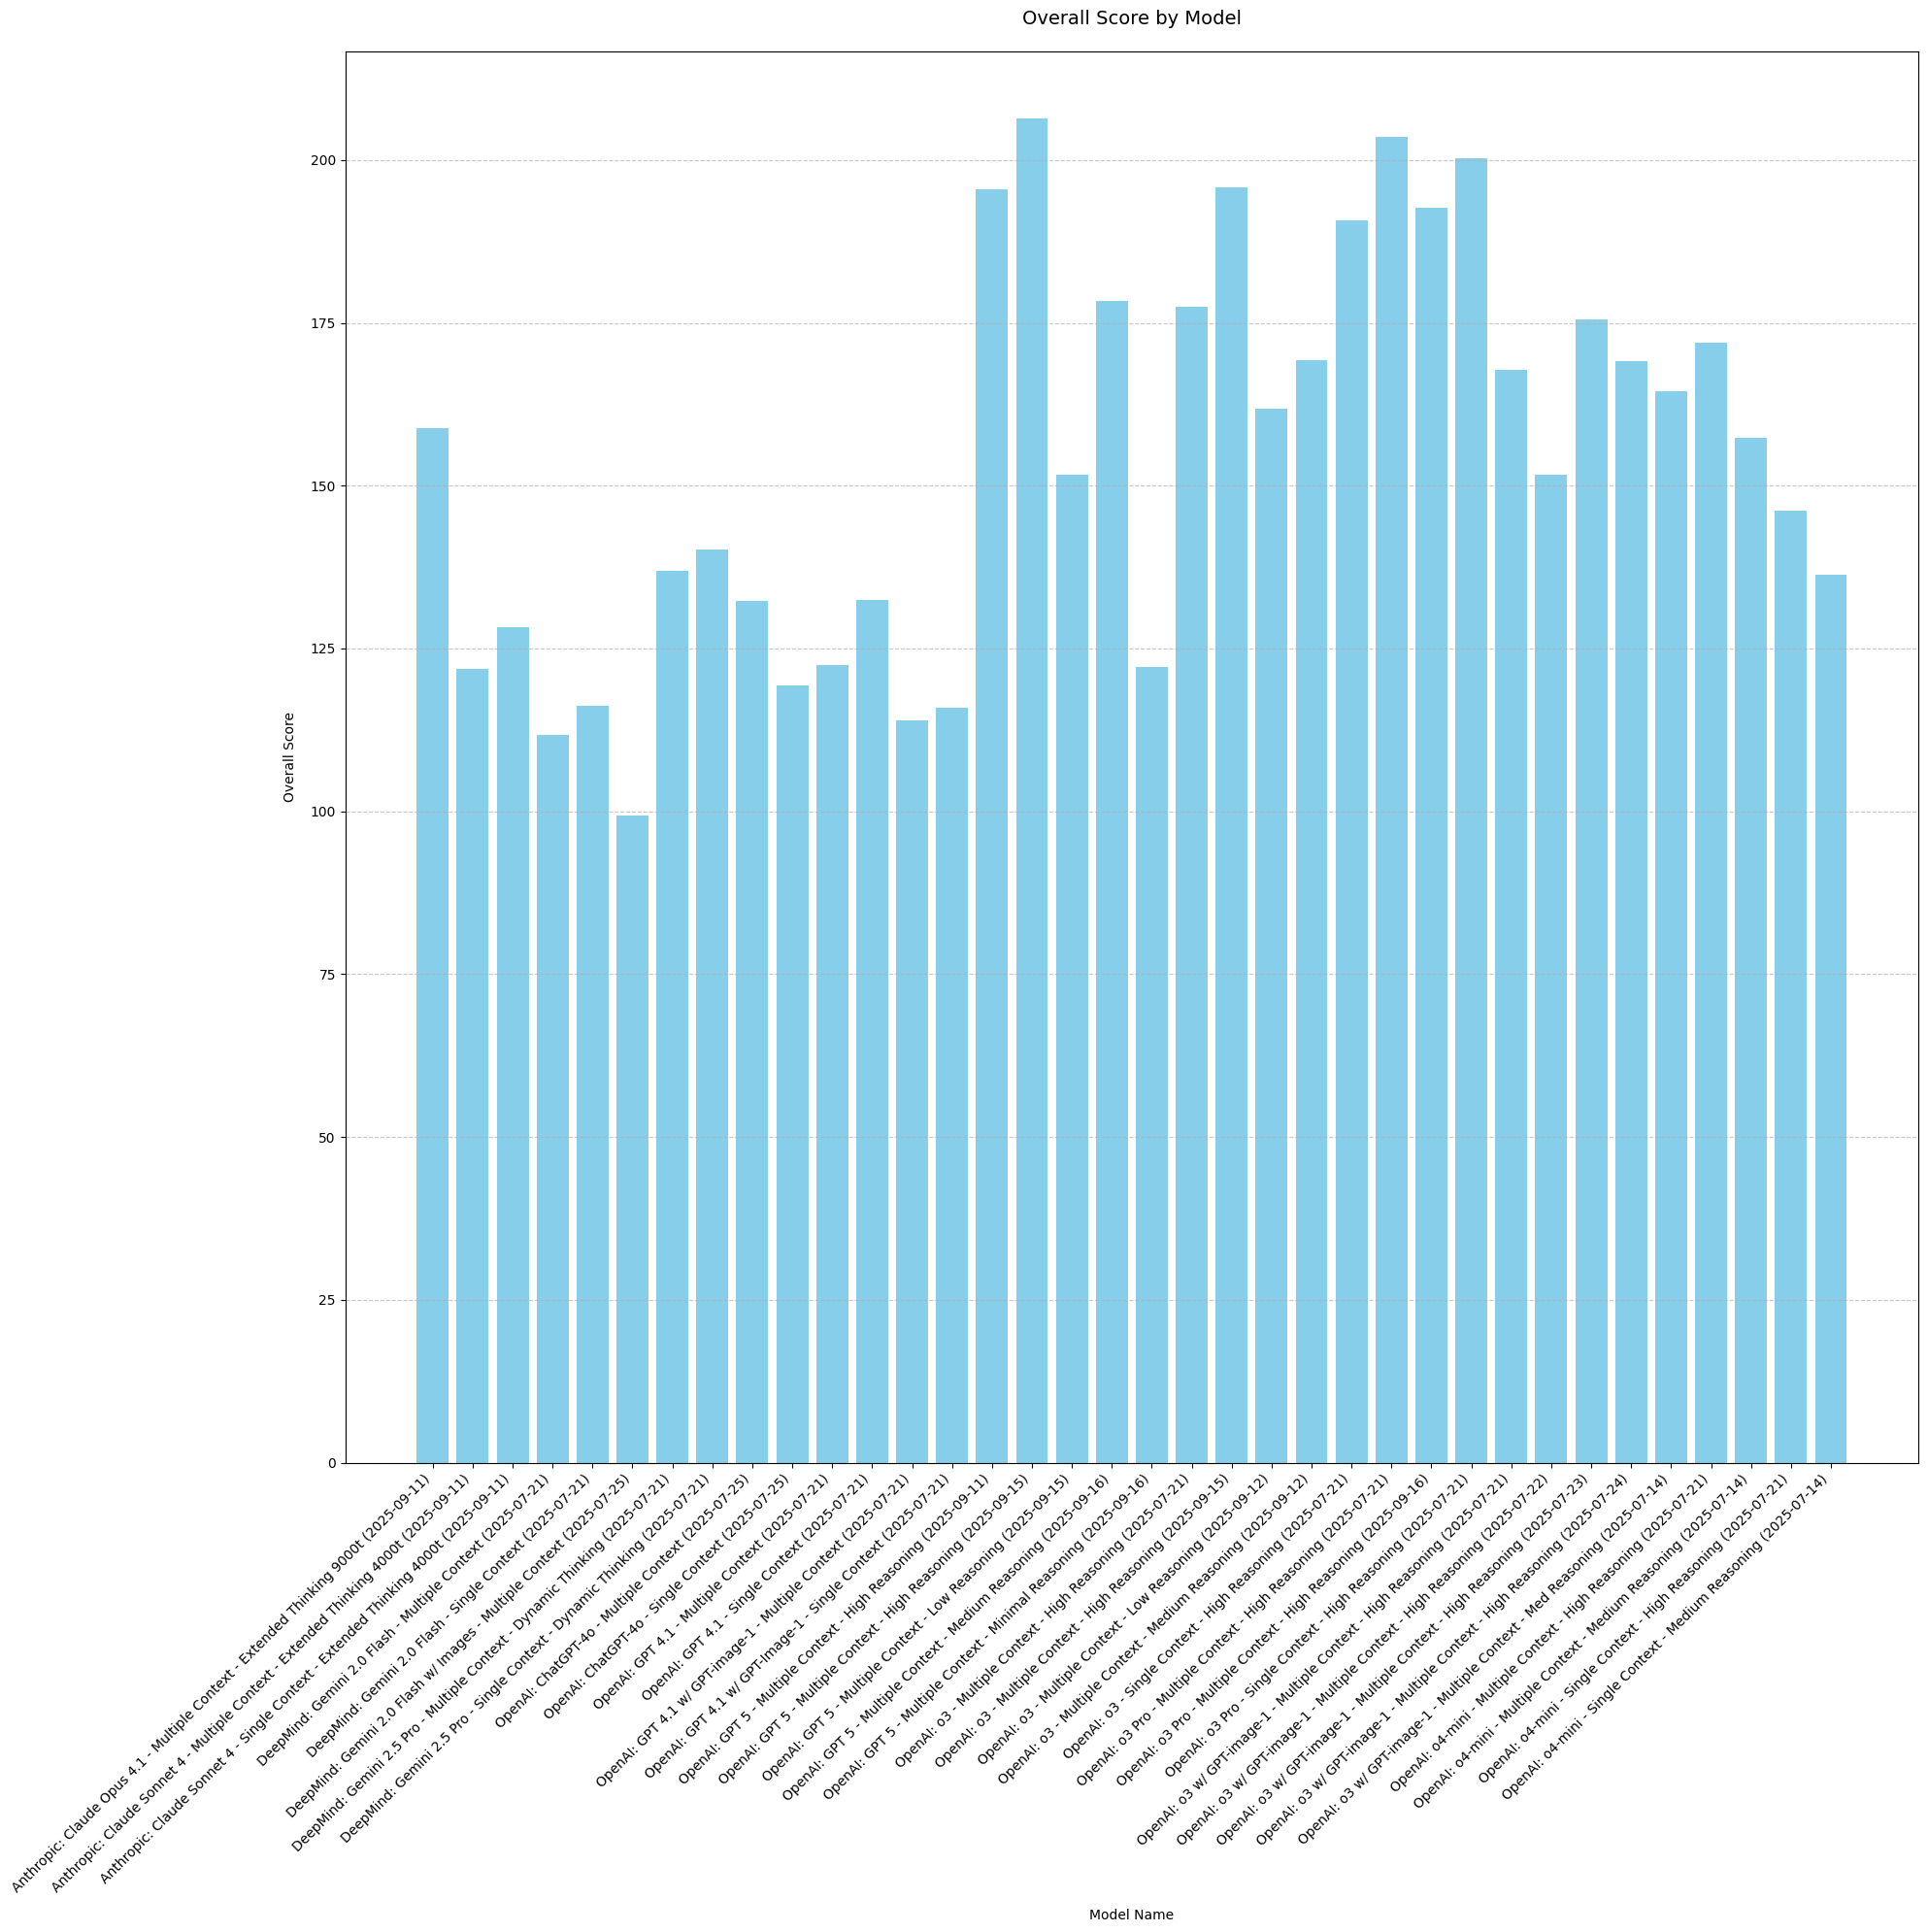 Overall Score by Model
Overall Score
200
175
150
125
100
75
50
25
0
Anthropic: Claude Opus 4.1 - Multiple Context - Extended Thinking 9000t (2025-09-11)
Anthropic: Claude Sonnet 4 - Multiple Context - Extended Thinking 4000t (2025-09-11)
Anthropic: Claude Sonnet 4 - Single Context - Extended Thinking 4000t (2025-09-11)
DeepMind: Gemini 2.0 Flash - Multiple Context (2025-07-21)
DeepMind: Gemini 2.0 Flash - Single Context (2025-07-21)
DeepMind: Gemini 2.0 Flash w/ Images - Multiple Context (2025-07-25)
DeepMind: Gemini 2.5 Pro - Multiple Context - Dynamic Thinking (2025-07-21)
DeepMind: Gemini 2.5 Pro - Single Context - Dynamic Thinking (2025-07-21)
OpenAI: ChatGPT-4o - Multiple Context (2025-07-25)
OpenAI: ChatGPT-4o - Single Context (2025-07-25)
OpenAI: GPT 4.1 - Multiple Context (2025-07-21)
OpenAI: GPT 4.1 - Single Context (2025-07-21)
OpenAI: GPT 4.1 w/ GPT-image-1 - Multiple Context (2025-07-21)
OpenAI: GPT 4.1 w/ GPT-Image-1 - Single Context (2025-07-21)
OpenAI: GPT 5 - Multiple Context - High Reasoning (2025-09-11)
OpenAI: GPT 5 - Multiple Context - High Reasoning (2025-09-15)
OpenAI: GPT 5 - Multiple Context - Low Reasoning (2025-09-15)
OpenAI: GPT 5 - Multiple Context - Medium Reasoning (2025-09-16)
OpenAI: GPT 5 - Multiple Context - Minimal Reasoning (2025-09-16)
OpenAI: o3 - Multiple Context - High Reasoning (2025-07-21)
OpenAI: o3 - Multiple Context - High Reasoning (2025-09-15)
OpenAI: o3 - Multiple Context - Low Reasoning (2025-09-12)
OpenAI: o3 - Multiple Context - Medium Reasoning (2025-09-12)
OpenAI: o3 - Single Context - High Reasoning (2025-07-21)
OpenAI: o3 Pro - Multiple Context - High Reasoning (2025-07-21)
OpenAI: o3 Pro - Multiple Context - High Reasoning (2025-09-16)
OpenAI: o3 Pro - Single Context - High Reasoning (2025-07-21)
OpenAI: o3 w/ GPT-image-1 - Multiple Context - High Reasoning (2025-07-21)
OpenAI: o3 w/ GPT-image-1 - Multiple Context - High Reasoning (2025-07-22)
OpenAI: o3 w/ GPT-image-1 - Multiple Context - High Reasoning (2025-07-23)
OpenAI: o3 w/ GPT-image-1 - Multiple Context - High Reasoning (2025-07-24)
OpenAI: o3 w/ GPT-image-1 - Multiple Context - Med Reasoning (2025-07-14)
OpenAI: o4-mini - Multiple Context - High Reasoning (2025-07-21)
OpenAI: o4-mini - Multiple Context - Medium Reasoning (2025-07-14)
OpenAI: o4-mini - Single Context - High Reasoning (2025-07-21)
OpenAI: o4-mini - Single Context - Medium Reasoning (2025-07-14)
Model Name